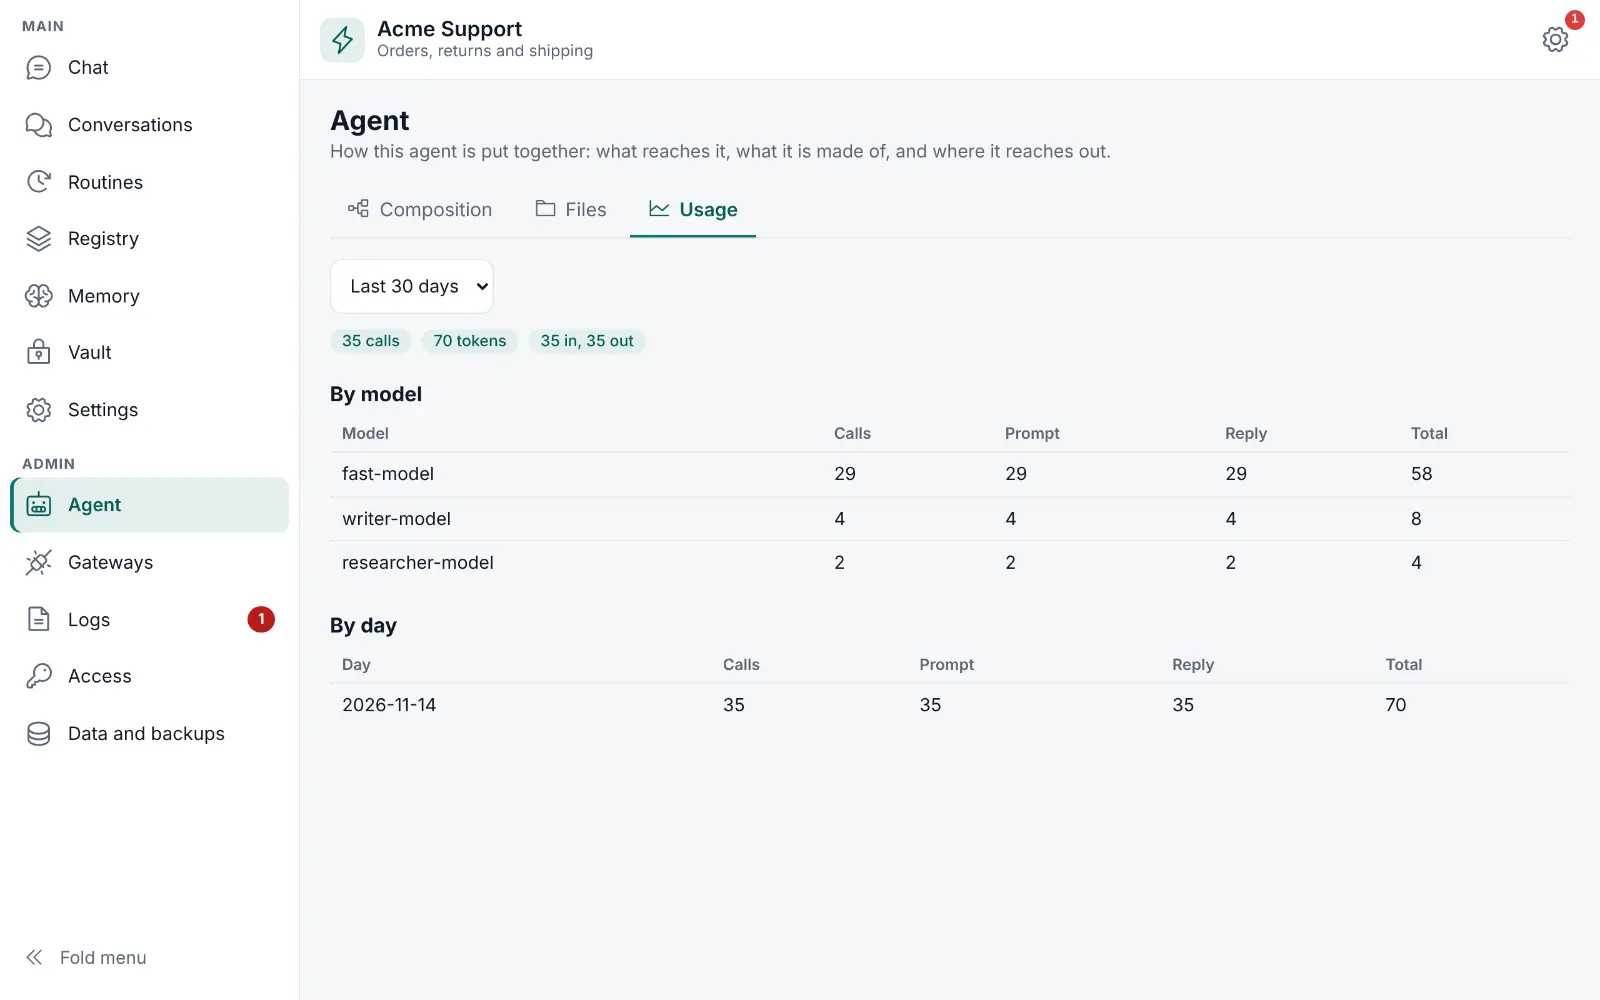 MAIN
Chat
Conversations
Routines
Registry
Memory
Vault
Settings
ADMIN
Agent
Gateways
Logs 1
Access
Data and backups
Fold menu
Acme Support
Orders, returns and shipping
1
Agent
How this agent is put together: what reaches it, what it is made of, and where it reaches out.
Composition Files Usage
Last 30 days
35 calls 70 tokens 35 in, 35 out
By model
Model Calls Prompt Reply Total
fast-model 29 29 29 58
writer-model 4 4 4 8
researcher-model 2 2 2 4
By day
Day Calls Prompt Reply Total
2026-11-14 35 35 35 70